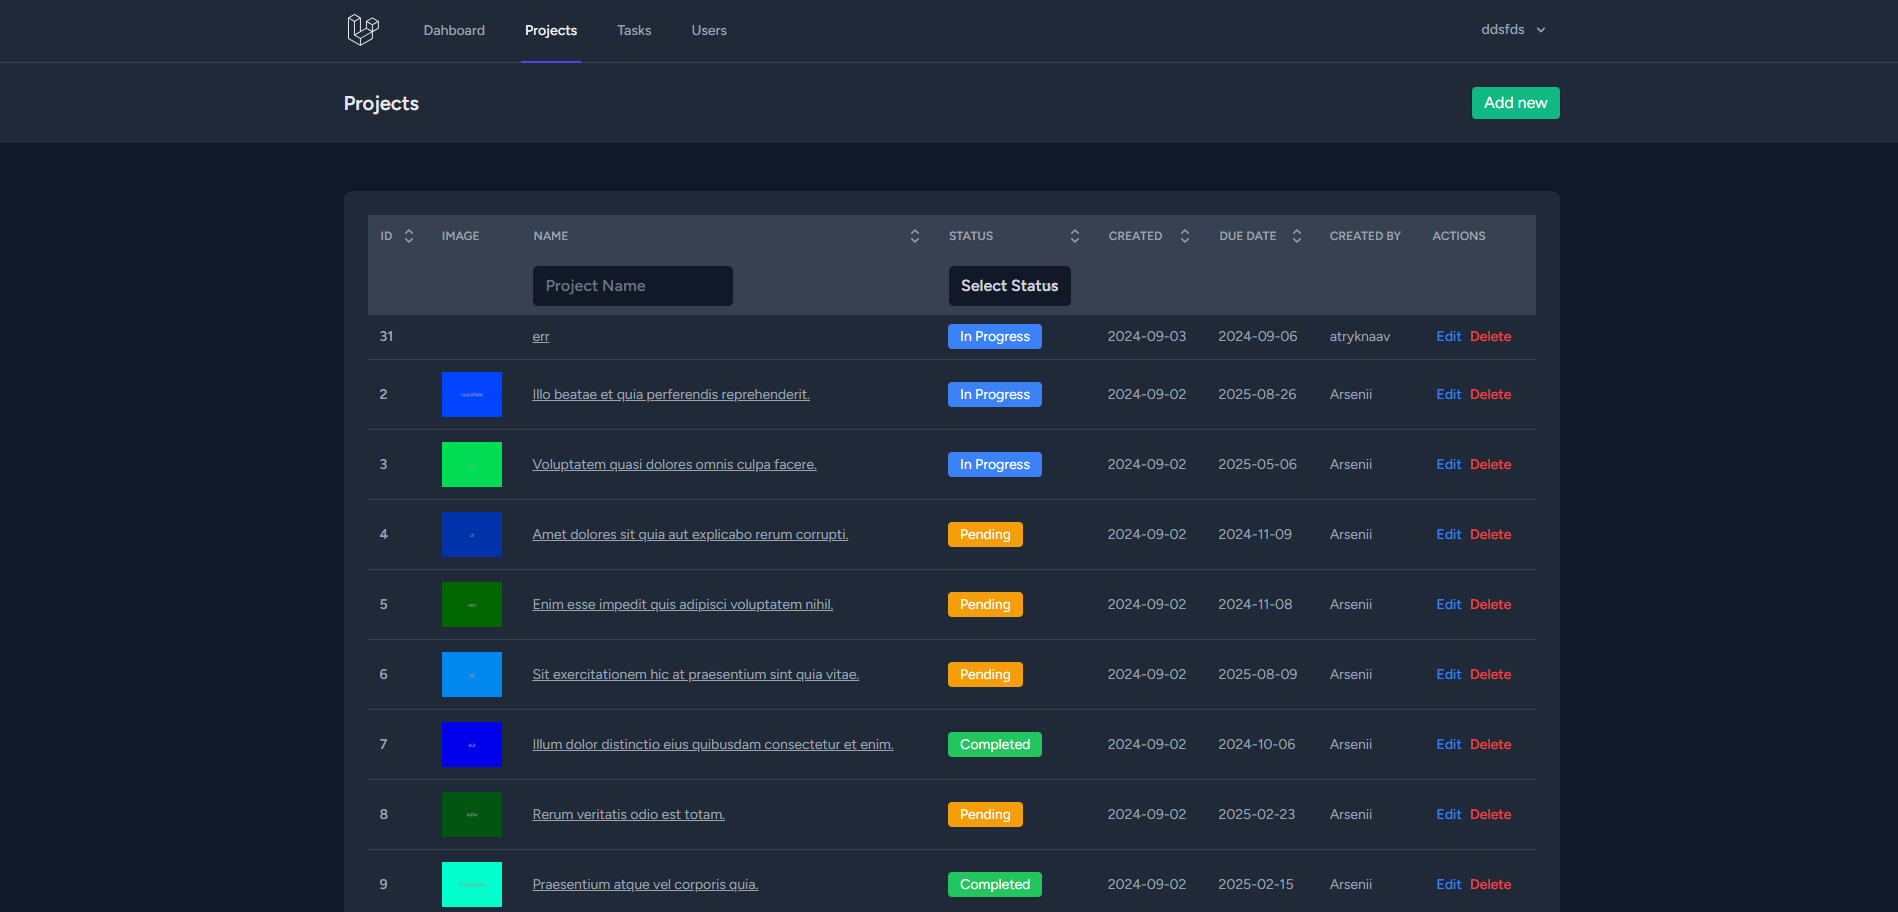 Dahboard Projects Tasks Users ddsfds
Projects Add new
ID IMAGE NAME STATUS CREATED DUE DATE CREATED BY ACTIONS
Project Name Select Status
31 err In Progress 2024-09-03 2024-09-06 atryknaav Edit Delete
2 Illo beatae et quia perferendis reprehenderit. In Progress 2024-09-02 2025-08-26 Arsenii Edit Delete
3 Voluptatem quasi dolores omnis culpa facere. In Progress 2024-09-02 2025-05-06 Arsenii Edit Delete
4 Amet dolores sit quia aut explicabo rerum corrupti. Pending 2024-09-02 2024-11-09 Arsenii Edit Delete
5 Enim esse impedit quis adipisci voluptatem nihil. Pending 2024-09-02 2024-11-08 Arsenii Edit Delete
6 Sit exercitationem hic at praesentium sint quia vitae. Pending 2024-09-02 2025-08-09 Arsenii Edit Delete
7 aut Illum dolor distinctio eius quibusdam consectetur et enim. Completed 2024-09-02 2024-10-06 Arsenii Edit Delete
8 Rerum veritatis odio est totam. Pending 2024-09-02 2025-02-23 Arsenii Edit Delete
9 Praesentium atque vel corporis quia. Completed 2024-09-02 2025-02-15 Arsenii Edit Delete